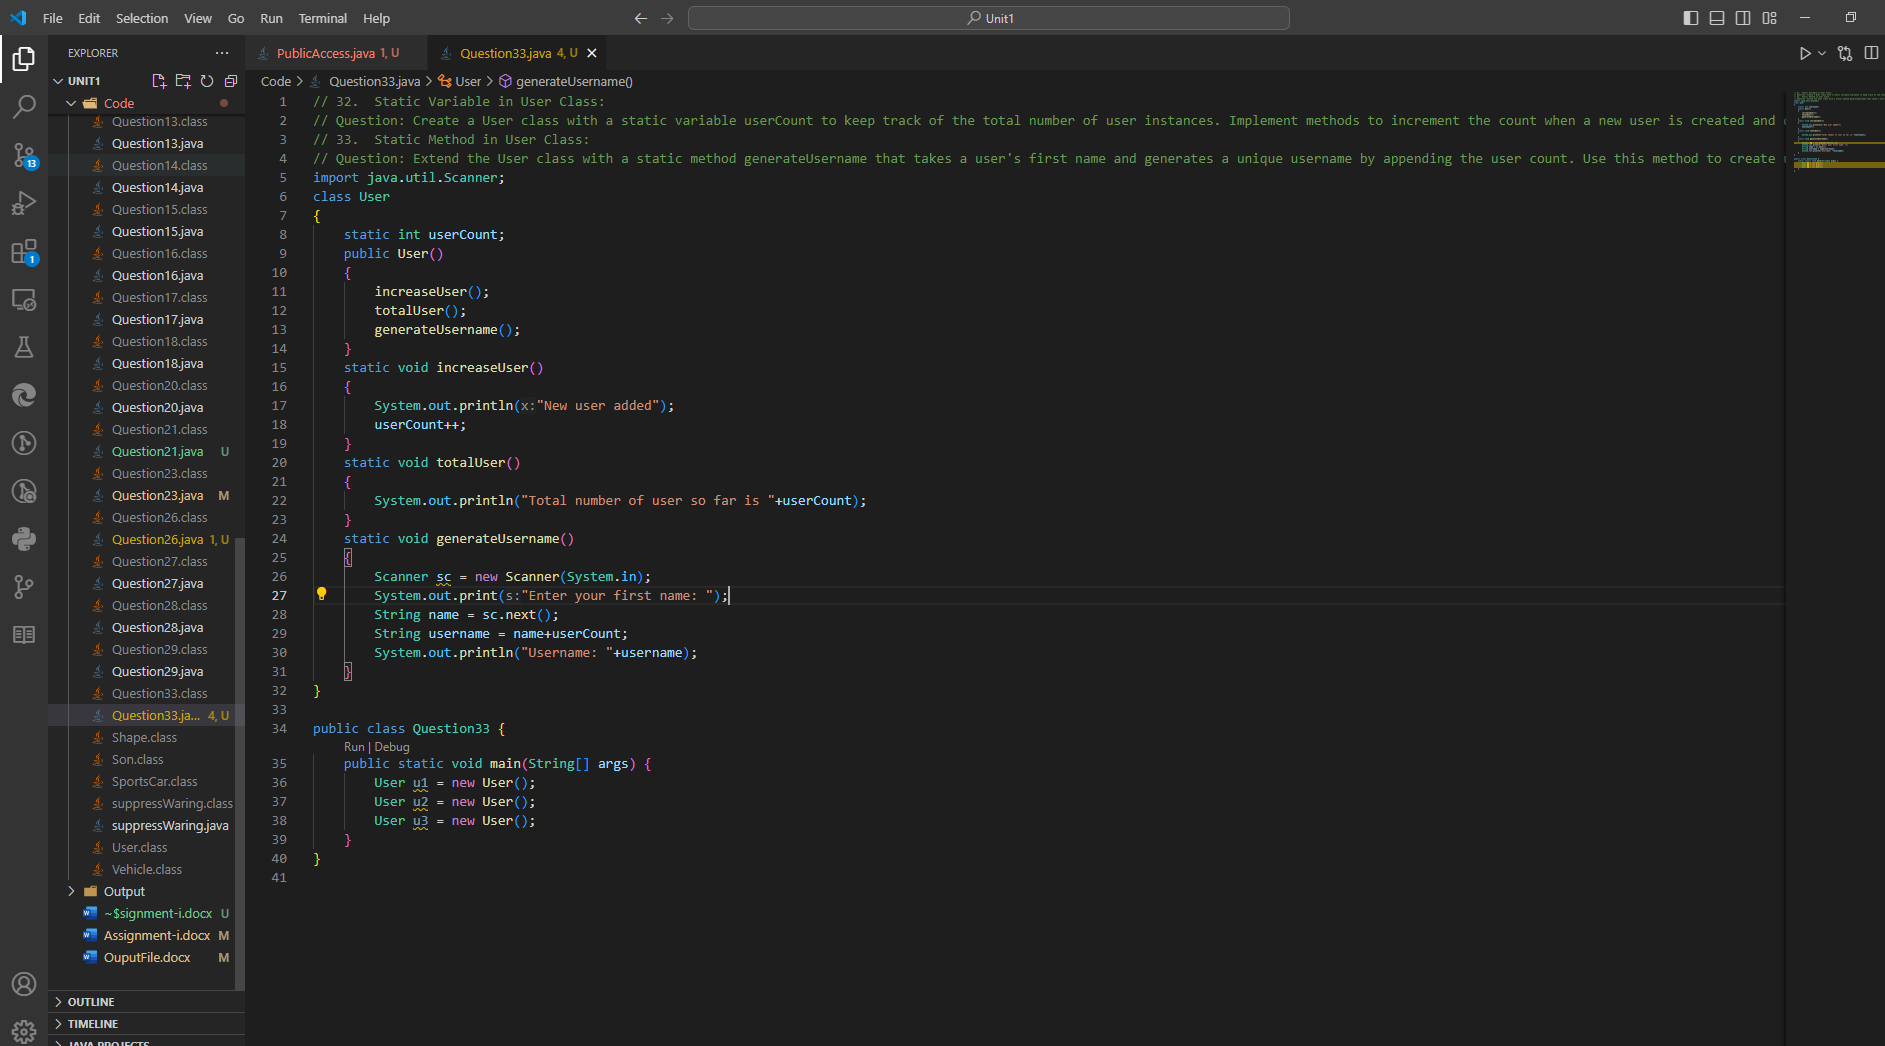 File Edit Selection View Go Run Terminal Help
Unit1
EXPLORER
PublicAccess.java 1, U
Question33.java 4, U
UNIT1
Code > Question33.java > User > generateUsername()
Code
Question13.class
Question13.java
Question14.class
Question14.java
Question15.class
Question15.java
Question16.class
Question16.java
Question17.class
Question17.java
Question18.class
Question18.java
Question20.class
Question20.java
Question21.class
Question21.java U
Question23.class
Question23.java M
Question26.class
Question26.java 1, U
Question27.class
Question27.java
Question28.class
Question28.java
Question29.class
Question29.java
Question33.class
Question33.ja... 4, U
Shape.class
Son.class
SportsCar.class
suppressWaring.class
suppressWaring.java
User.class
Vehicle.class
Output
~$signment-i.docx U
Assignment-i.docx M
OuputFile.docx M
OUTLINE
TIMELINE
JAVA PROJECTS
13
1
1 // 32.  Static Variable in User Class:
2 // Question: Create a User class with a static variable userCount to keep track of the total number of user instances. Implement methods to increment the count when a new user is created and
3 // 33.  Static Method in User Class:
4 // Question: Extend the User class with a static method generateUsername that takes a user's first name and generates a unique username by appending the user count. Use this method to create
5 import java.util.Scanner;
6 class User
7 {
8     static int userCount;
9     public User()
10     {
11         increaseUser();
12         totalUser();
13         generateUsername();
14     }
15     static void increaseUser()
16     {
17         System.out.println(x:"New user added");
18         userCount++;
19     }
20     static void totalUser()
21     {
22         System.out.println("Total number of user so far is "+userCount);
23     }
24     static void generateUsername()
25     {
26         Scanner sc = new Scanner(System.in);
27         System.out.print(s:"Enter your first name: ");
28         String name = sc.next();
29         String username = name+userCount;
30         System.out.println("Username: "+username);
31     }
32 }
33
34 public class Question33 {
Run | Debug
35     public static void main(String[] args) {
36         User u1 = new User();
37         User u2 = new User();
38         User u3 = new User();
39     }
40 }
41